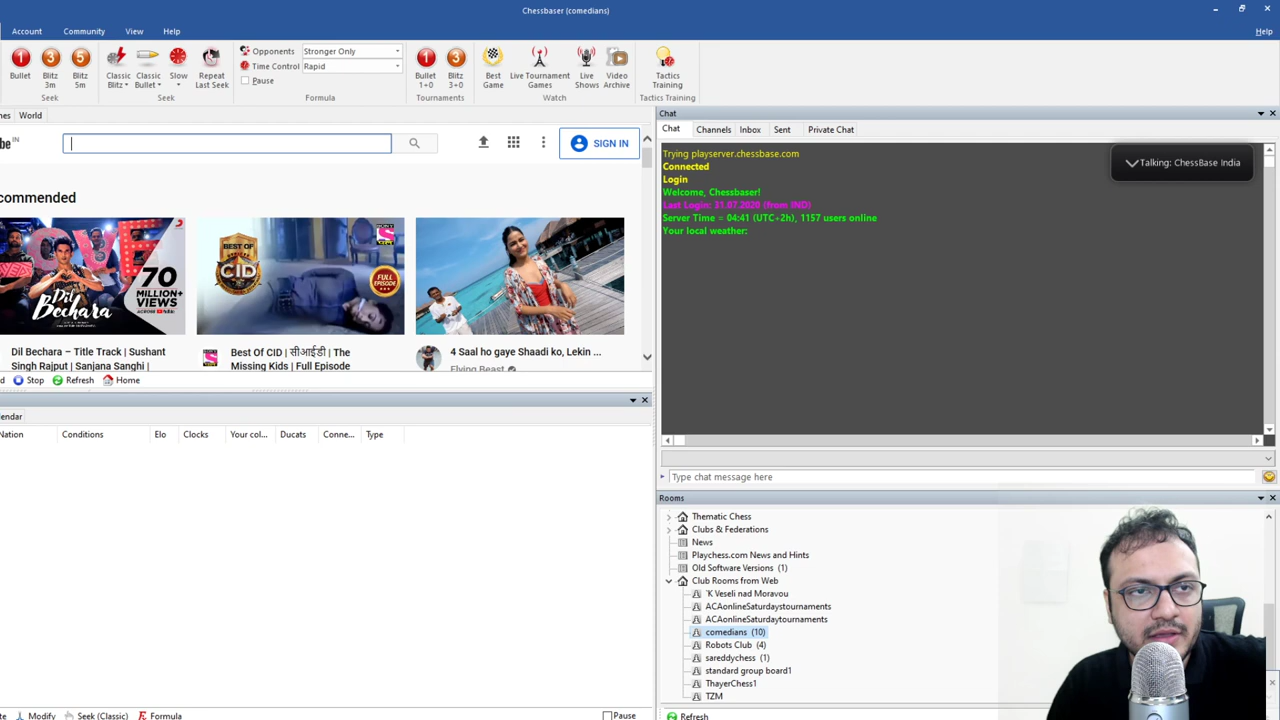 Chessbaser (comedians)
Account Community View Help
Help
Bullet Blitz 3m Blitz 5m
Seek
Classic Blitz Classic Bullet Slow Repeat Last Seek
Seek
Opponents Stronger Only
Time Control Rapid
Pause
Formula
Bullet 1+0 Blitz 3+0
Tournaments
Best Game Live Tournament Games Live Shows Video Archive
Watch
Tactics Training
Tactics Training
World
IN
SIGN IN
commended
70
MILLION+
VIEWS
Dil
Bechara
BEST OF
CID
FULL
EPISODE
Dil Bechara – Title Track | Sushant
Singh Rajput | Sanjana Sanghi |
Best Of CID | सीआईडी | The
Missing Kids | Full Episode
4 Saal ho gaye Shaadi ko, Lekin ...
Flying Beast
Stop Refresh Home
endar
Nation Conditions Elo Clocks Your col... Ducats Conne... Type
Modify Seek (Classic) Formula Pause
Chat
Chat Channels Inbox Sent Private Chat
Trying playserver.chessbase.com
Connected
Login
Welcome, Chessbaser!
Last Login: 31.07.2020 (from IND)
Server Time = 04:41 (UTC+2h), 1157 users online
Your local weather:
Talking: ChessBase India
Type chat message here
Rooms
Thematic Chess
Clubs & Federations
News
Playchess.com News and Hints
Old Software Versions (1)
Club Rooms from Web
`K Veseli nad Moravou
ACAonlineSaturdaystournaments
ACAonlineSaturdaytournaments
comedians (10)
Robots Club (4)
sareddychess (1)
standard group board1
ThayerChess1
TZM
Refresh